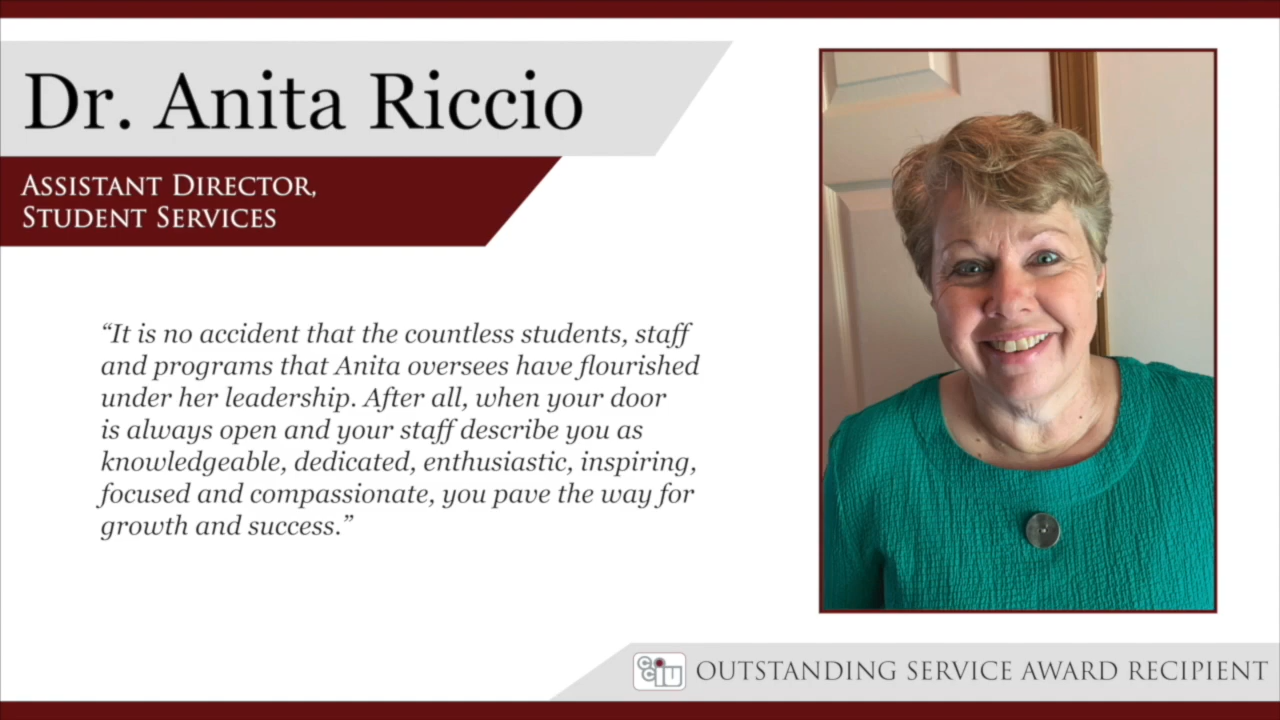 Dr. Anita Riccio
ASSISTANT DIRECTOR,
STUDENT SERVICES
“It is no accident that the countless students, staff
and programs that Anita oversees have flourished
under her leadership. After all, when your door
is always open and your staff describe you as
knowledgeable, dedicated, enthusiastic, inspiring,
focused and compassionate, you pave the way for
growth and success.”
CCIU OUTSTANDING SERVICE AWARD RECIPIENT